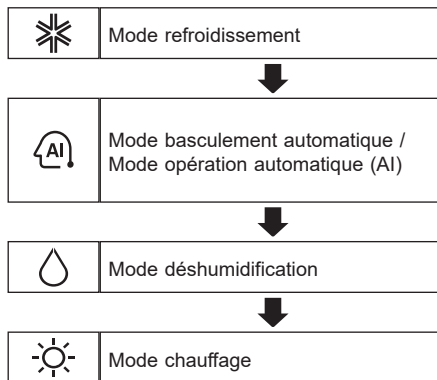 Mode refroidissement
AI
Mode basculement automatique /
Mode opération automatique (AI)
Mode déshumidification
Mode chauffage